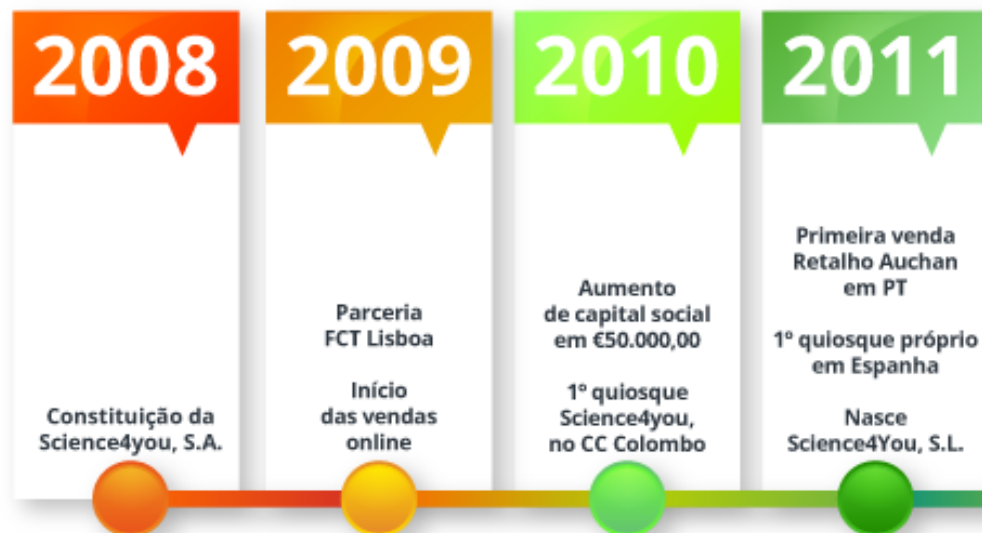 2008
Constituição da
Science4you, S.A.
2009
Parceria
FCT Lisboa
Início
das vendas
online
2010
Aumento
de capital social
em €50.000,00
1º quiosque
Science4you,
no CC Colombo
2011
Primeira venda
Retalho Auchan
em PT
1º quiosque próprio
em Espanha
Nasce
Science4You, S.L.